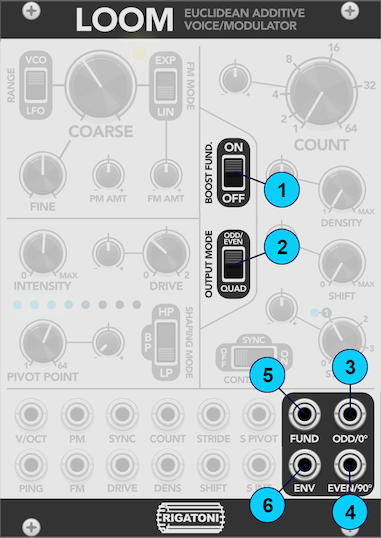 LOOM EUCLIDEAN ADDITIVE
VOICE/MODULATOR
RANGE
VCO
LFO
COARSE
EXP
LIN
FM MODE
FINE
PM AMT
FM AMT
1
2
4
8
16
32
64
COUNT
BOOST FUND.
ON
OFF
1
1
MAX
DENSITY
OUTPUT MODE
ODD/
EVEN
QUAD
2
0
MAX
INTENSITY
0
2
DRIVE
MAX
SHIFT
1
64
PIVOT POINT
HP
BP
LP
SHAPING MODE
SYNC
1
5
3
V/OCT
PM
SYNC
COUNT
STRIDE
S PIVOT
FUND
ODD/0°
PING
FM
DRIVE
DENS
SHIFT
ENV
EVEN/90°
6
4
RIGATONI